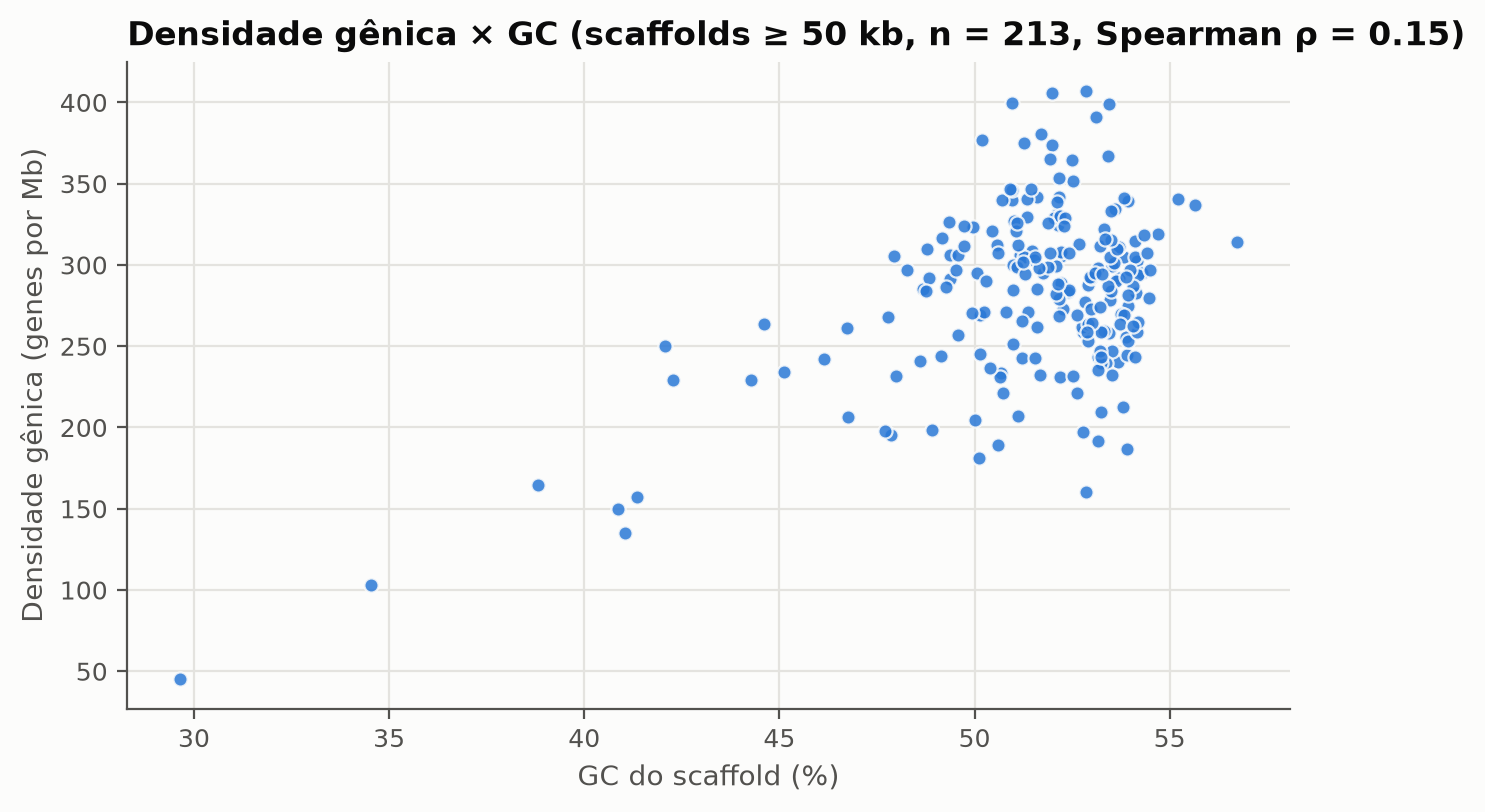 Densidade gênica × GC (scaffolds ≥ 50 kb, n = 213, Spearman ρ = 0.15)
Densidade gênica (genes por Mb)
400
350
300
250
200
150
100
50
30 35 40 45 50 55
GC do scaffold (%)